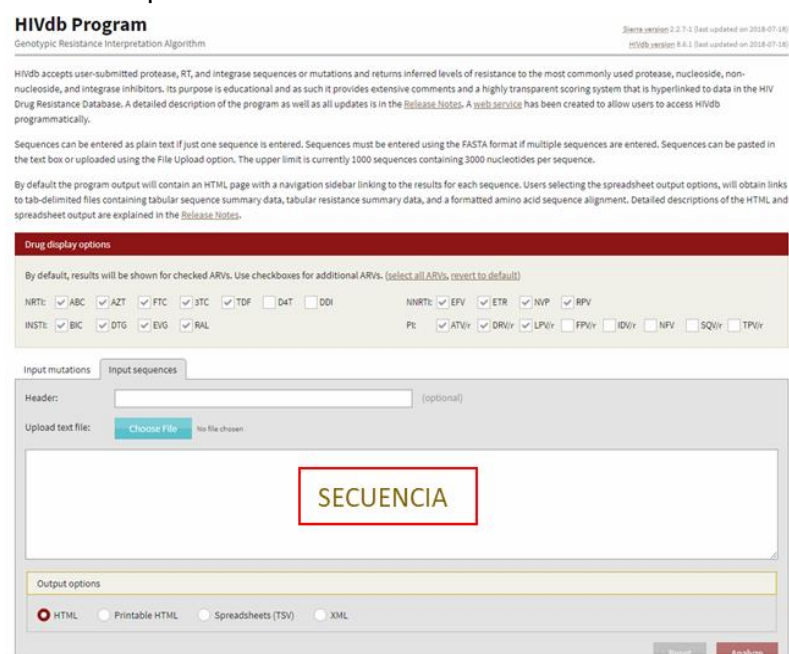 HIVdb Program
Sierra version 2.2.7-1 (last updated on 2018-07-18)
Genotypic Resistance Interpretation Algorithm
HIVdb version 8.6.1 (last updated on 2018-07-18)
HIVdb accepts user-submitted protease, RT, and integrase sequences or mutations and returns inferred levels of resistance to the most commonly used protease, nucleoside, non-
nucleoside, and integrase inhibitors. Its purpose is educational and as such it provides extensive comments and a highly transparent scoring system that is hyperlinked to data in the HIV
Drug Resistance Database. A detailed description of the program as well as all updates is in the Release Notes. A web service has been created to allow users to access HIVdb
programmatically.
Sequences can be entered as plain text if just one sequence is entered. Sequences must be entered using the FASTA format if multiple sequences are entered. Sequences can be pasted in
the text box or uploaded using the File Upload option. The upper limit is currently 1000 sequences containing 3000 nucleotides per sequence.
By default the program output will contain an HTML page with a navigation sidebar linking to the results for each sequence. Users selecting the spreadsheet output options, will obtain links
to tab-delimited files containing tabular sequence summary data, tabular resistance summary data, and a formatted amino acid sequence alignment. Detailed descriptions of the HTML and
spreadsheet output are explained in the Release Notes.
Drug display options
By default, results will be shown for checked ARVs. Use checkboxes for additional ARVs. (select all ARVs, revert to default)
NRTI: ABC AZT FTC 3TC TDF D4T DDI NNRTI: EFV ETR NVP RPV
INSTI: BIC DTG EVG RAL PI: ATV/r DRV/r LPV/r FPV/r IDV/r NFV SQV/r TPV/r
Input mutations Input sequences
Header: (optional)
Upload text file: Choose File No file chosen
SECUENCIA
Output options
HTML Printable HTML Spreadsheets (TSV) XML
Reset Analyze